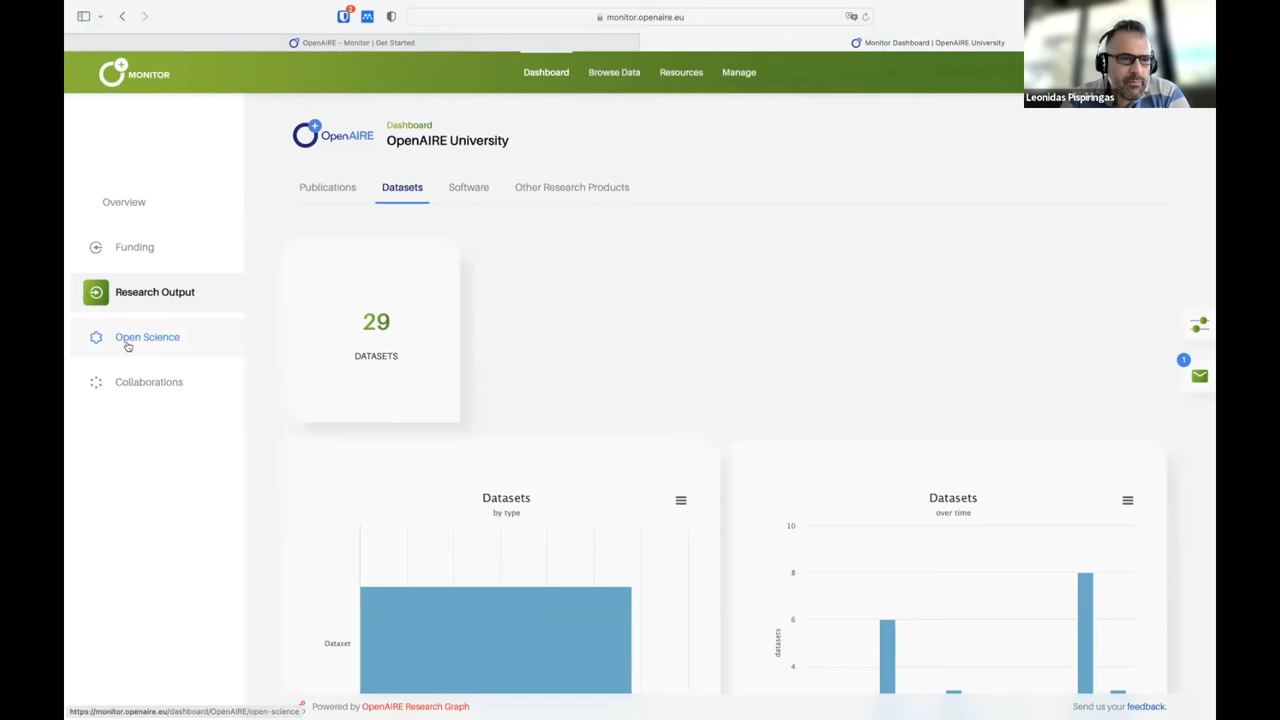 2
monitor.openaire.eu
OpenAIRE - Monitor | Get Started
Monitor Dashboard | OpenAIRE University
MONITOR
Dashboard
Browse Data
Resources
Manage
Leonidas Pispiringas
OpenAIRE
Dashboard
OpenAIRE University
Publications
Datasets
Software
Other Research Products
Overview
Funding
Research Output
Open Science
Collaborations
29
DATASETS
1
Datasets
by type
Dataset
Datasets
over time
10
8
6
4
datasets
https://monitor.openaire.eu/dashboard/OpenAIRE/open-science
Powered by OpenAIRE Research Graph
Send us your feedback.